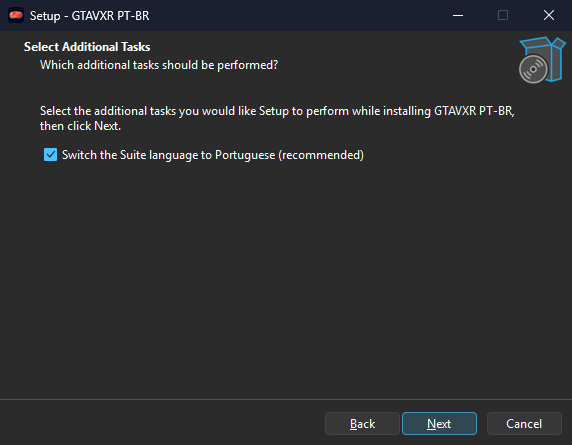 Setup - GTAVXR PT-BR
Select Additional Tasks
Which additional tasks should be performed?
Select the additional tasks you would like Setup to perform while installing GTAVXR PT-BR,
then click Next.
Switch the Suite language to Portuguese (recommended)
Back Next Cancel